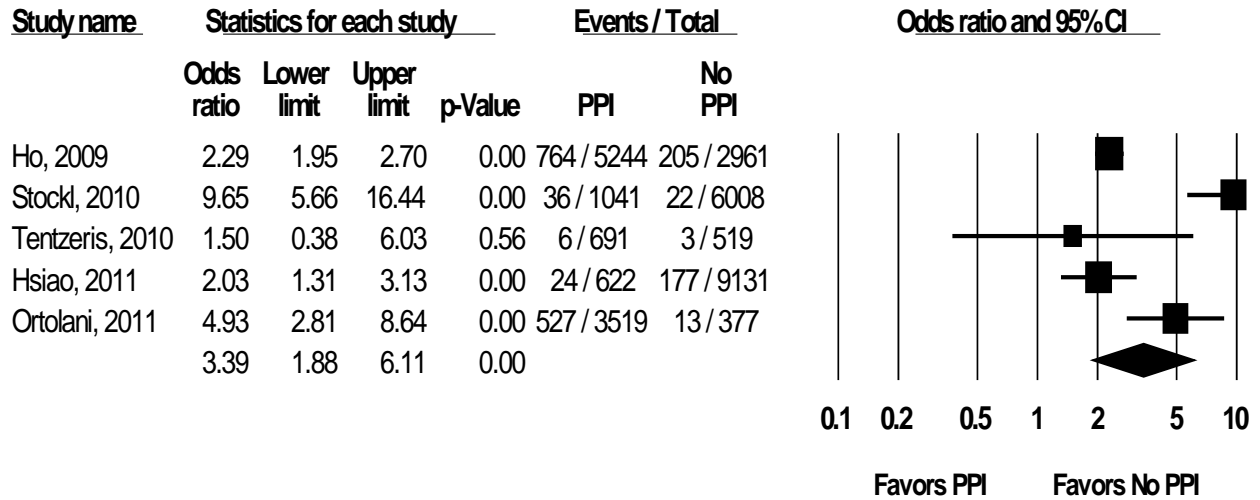 Study name Statistics for each study Events / Total Odds ratio and 95% CI
Odds Lower Upper No
ratio limit limit p-Value PPI PPI
Ho, 2009 2.29 1.95 2.70 0.00 764 / 5244 205 / 2961
Stockl, 2010 9.65 5.66 16.44 0.00 36 / 1041 22 / 6008
Tentzeris, 2010 1.50 0.38 6.03 0.56 6 / 691 3 / 519
Hsiao, 2011 2.03 1.31 3.13 0.00 24 / 622 177 / 9131
Ortolani, 2011 4.93 2.81 8.64 0.00 527 / 3519 13 / 377
3.39 1.88 6.11 0.00
0.1 0.2 0.5 1 2 5 10
Favors PPI Favors No PPI